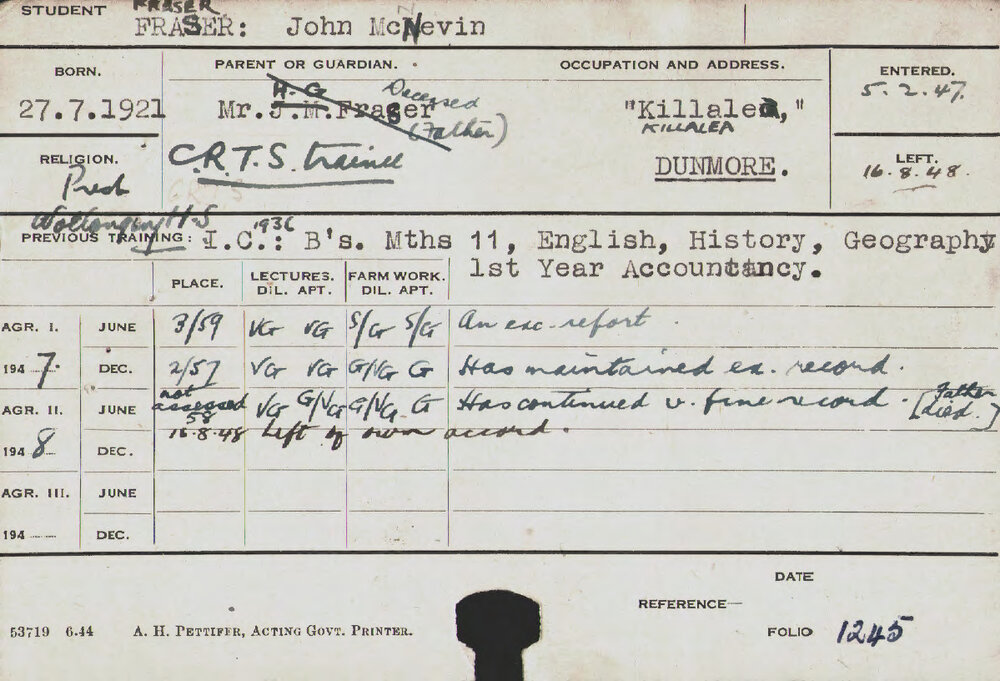 STUDENT FRASER
FRASER: John McNevin
BORN. PARENT OR GUARDIAN. OCCUPATION AND ADDRESS. ENTERED.
27.7.1921 Mr. J.M. Fraser H.G Deceased (Father) "Killalea," 5.2.47.
KILLALEA
RELIGION. C.R.T.S. trainee DUNMORE. LEFT.
Presb 16.8.48.
Wollongong H.S 1936
PREVIOUS TRAINING: I.C.: B's. Mths 11, English, History, Geography
1st Year Accountancy.
PLACE. LECTURES. FARM WORK.
DIL. APT. DIL. APT.
AGR. I. JUNE 3/59 VG VG S/G S/G An exc. report.
194 7. DEC. 2/57 VG VG G/VG G Has maintained ex. record.
AGR. II. JUNE not assessed 58 VG G/VG G/VG. G Has continued v. fine record. [Father died.]
16.8.48 Left of own accord.
194 8 DEC.
AGR. III. JUNE
194 DEC.
DATE
REFERENCE—
53719 6.44 A. H. PETTIFER, ACTING GOVT. PRINTER. FOLIO 1245